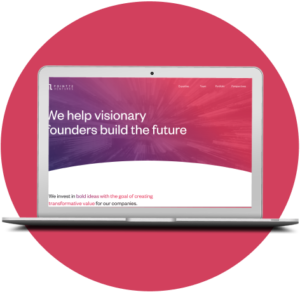 We help visionary
founders build the future
We invest in bold ideas with the goal of creating
transformative value for our companies.